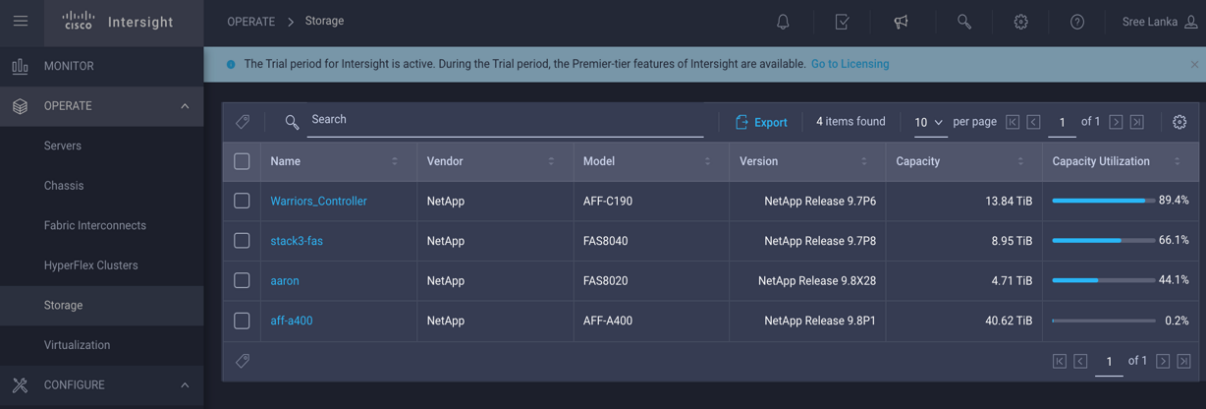 CISCO Intersight
OPERATE > Storage
Sree Lanka
MONITOR
OPERATE
Servers
Chassis
Fabric Interconnects
HyperFlex Clusters
Storage
Virtualization
CONFIGURE
The Trial period for Intersight is active. During the Trial period, the Premier-tier features of Intersight are available. Go to Licensing
Search Export 4 items found 10 per page 1 of 1
Name Vendor Model Version Capacity Capacity Utilization
Warriors_Controller NetApp AFF-C190 NetApp Release 9.7P6 13.84 TiB 89.4%
stack3-fas NetApp FAS8040 NetApp Release 9.7P8 8.95 TiB 66.1%
aaron NetApp FAS8020 NetApp Release 9.8X28 4.71 TiB 44.1%
aff-a400 NetApp AFF-A400 NetApp Release 9.8P1 40.62 TiB 0.2%
1 of 1